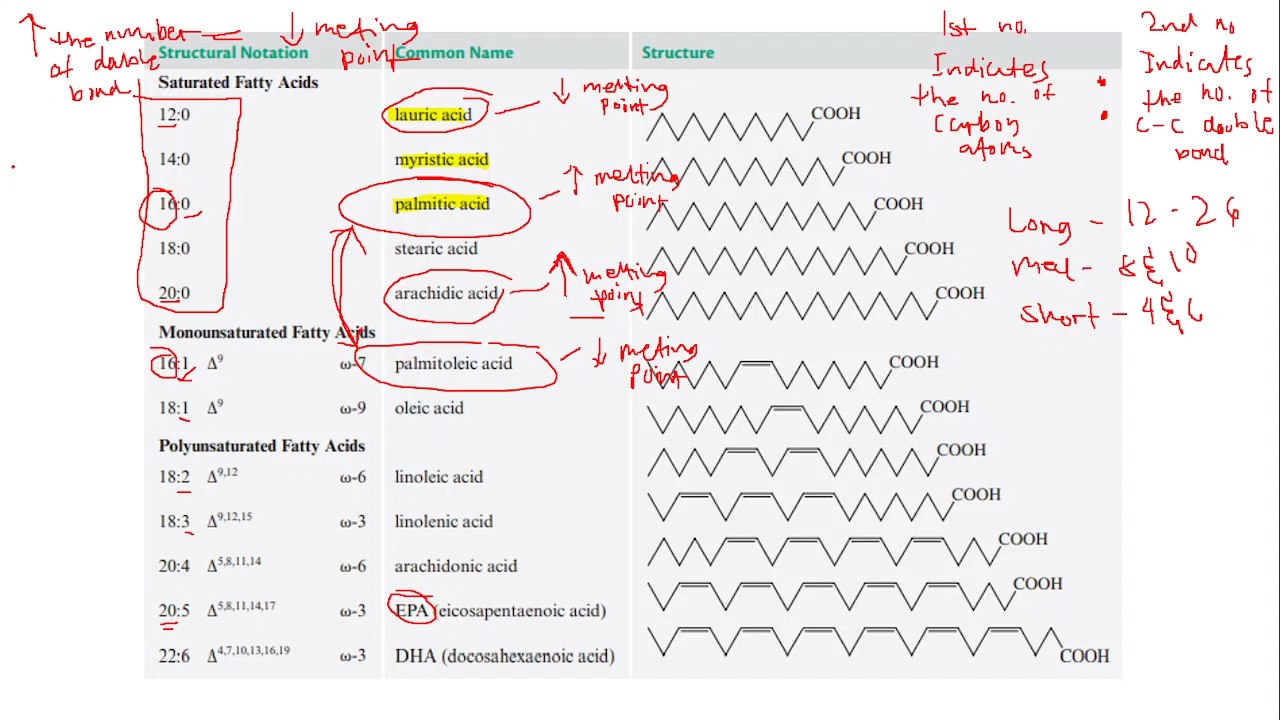 ↑ the number = ↓ melting point
of double
bond
1st no.
Indicates
the no. of
Carbon
atoms
:
2nd no
Indicates
the no. of
C-C double
bond
Structural Notation Common Name Structure
Saturated Fatty Acids
12:0 lauric acid — ↓ melting point COOH
14:0 myristic acid COOH
16:0 palmitic acid — ↑ melting point COOH
18:0 stearic acid COOH
20:0 arachidic acid — ↑ melting point COOH
Long - 12 - 26
med - 8 & 10
short - 4 & 6
Monounsaturated Fatty Acids
16:1 Δ9 ω-7 palmitoleic acid — ↓ melting point COOH
18:1 Δ9 ω-9 oleic acid COOH
Polyunsaturated Fatty Acids
18:2 Δ9,12 ω-6 linoleic acid COOH
18:3 Δ9,12,15 ω-3 linolenic acid COOH
20:4 Δ5,8,11,14 ω-6 arachidonic acid COOH
20:5 Δ5,8,11,14,17 ω-3 EPA (eicosapentaenoic acid) COOH
22:6 Δ4,7,10,13,16,19 ω-3 DHA (docosahexaenoic acid) COOH